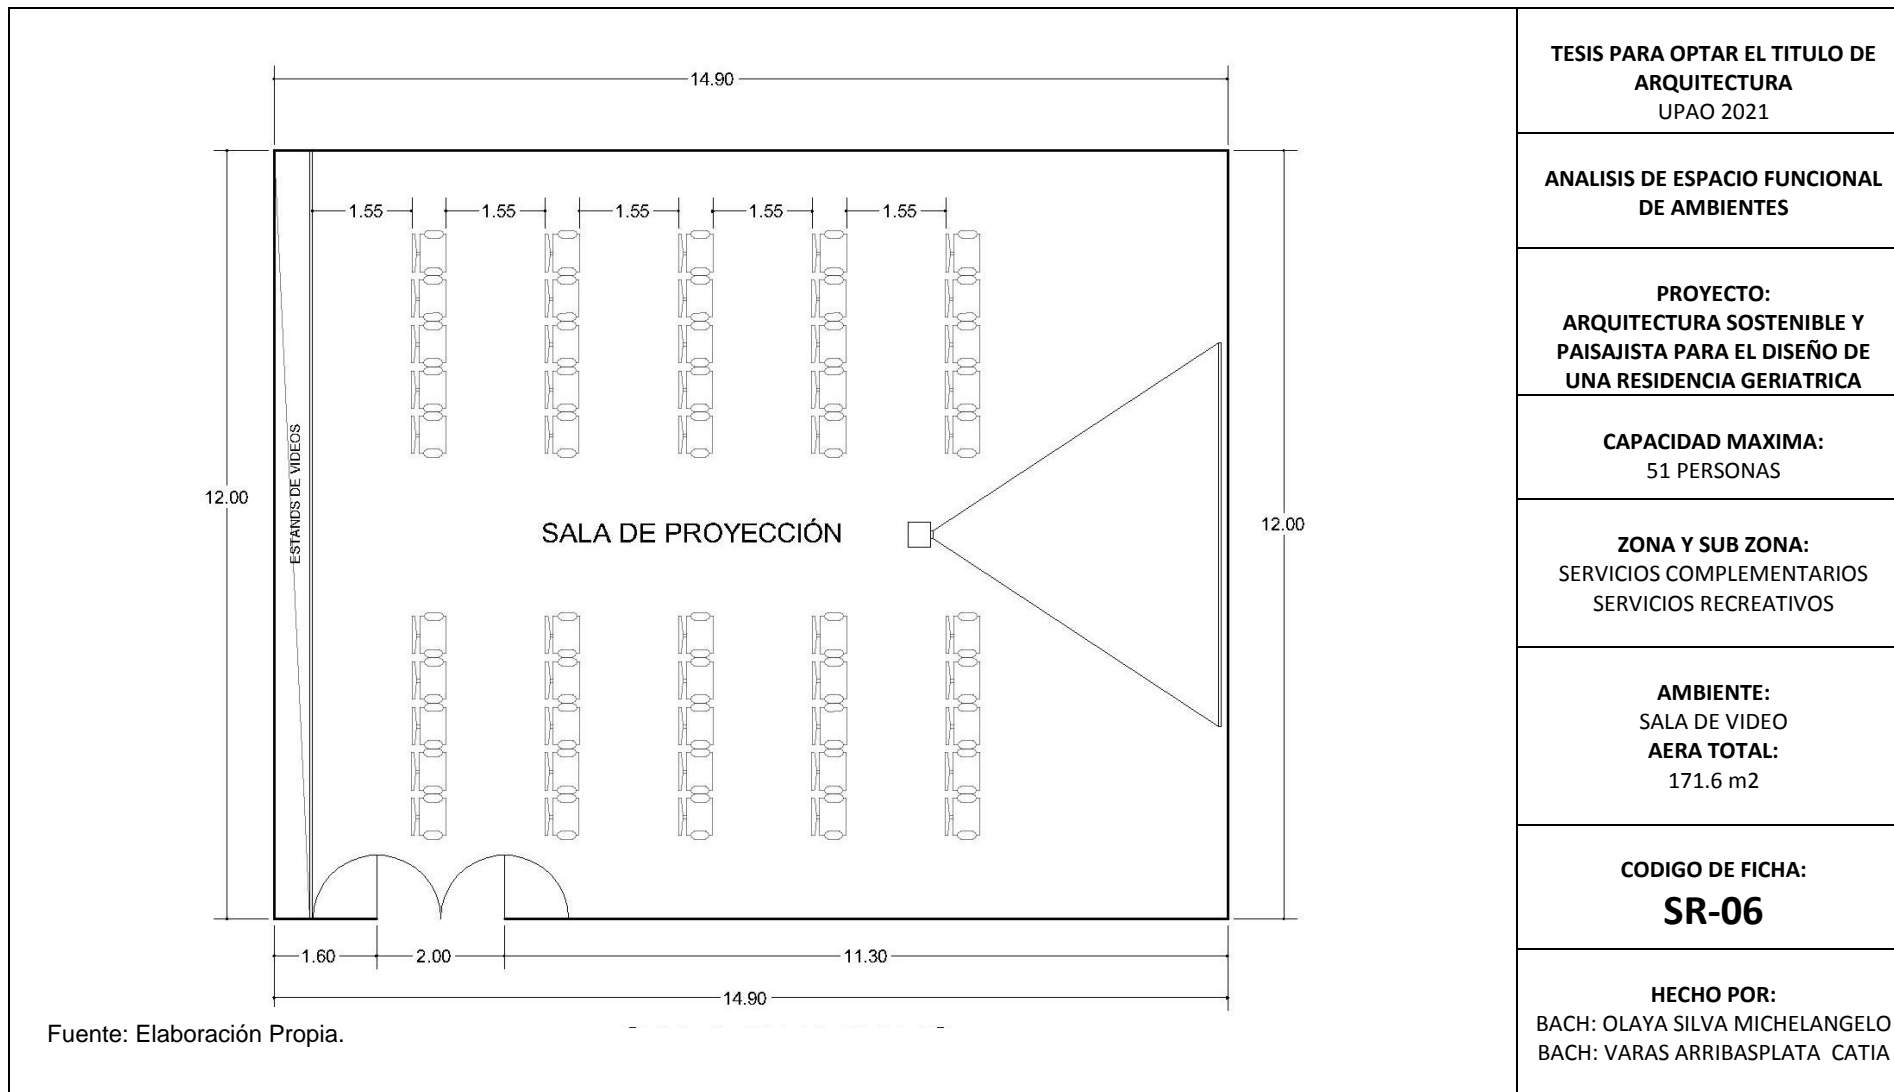 14.90
1.55
1.55
1.55
1.55
1.55
ESTANDS DE VIDEOS
12.00
SALA DE PROYECCIÓN
12.00
1.60
2.00
11.30
14.90
Fuente: Elaboración Propia.
TESIS PARA OPTAR EL TITULO DE
ARQUITECTURA
UPAO 2021
ANALISIS DE ESPACIO FUNCIONAL
DE AMBIENTES
PROYECTO:
ARQUITECTURA SOSTENIBLE Y
PAISAJISTA PARA EL DISEÑO DE
UNA RESIDENCIA GERIATRICA
CAPACIDAD MAXIMA:
51 PERSONAS
ZONA Y SUB ZONA:
SERVICIOS COMPLEMENTARIOS
SERVICIOS RECREATIVOS
AMBIENTE:
SALA DE VIDEO
AERA TOTAL:
171.6 m2
CODIGO DE FICHA:
SR-06
HECHO POR:
BACH: OLAYA SILVA MICHELANGELO
BACH: VARAS ARRIBASPLATA CATIA